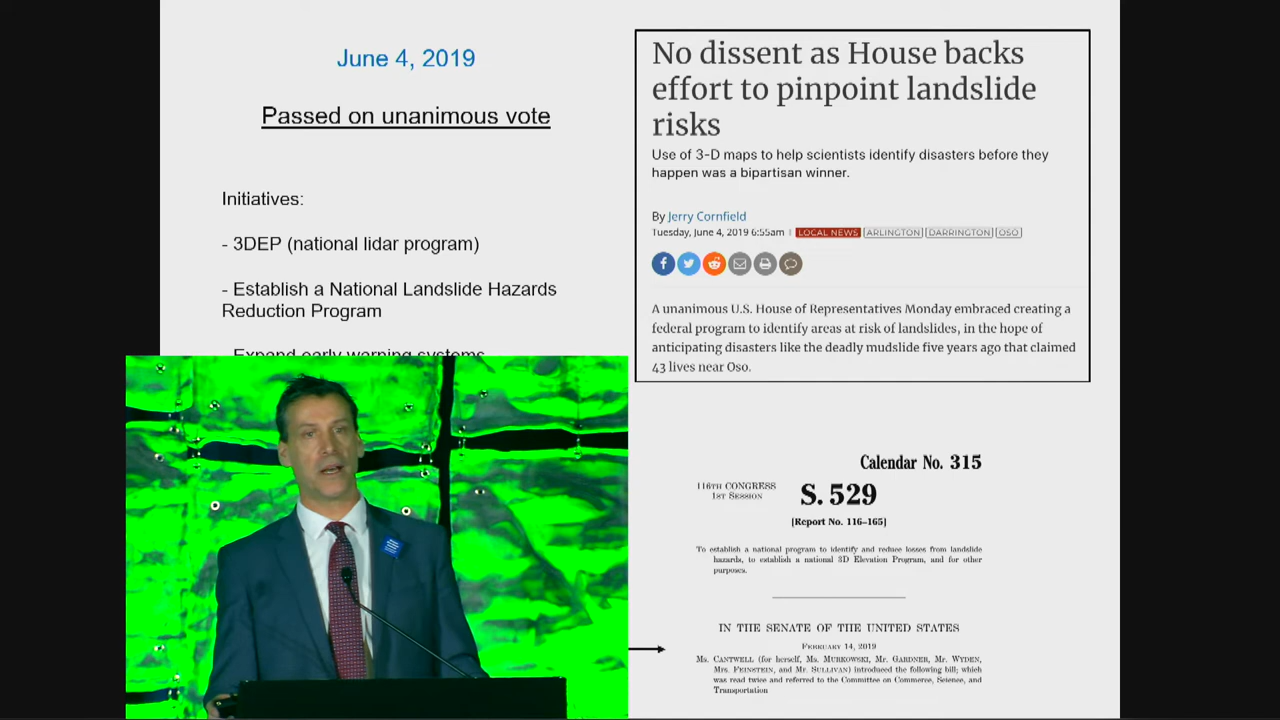 June 4, 2019
Passed on unanimous vote
Initiatives:
- 3DEP (national lidar program)
- Establish a National Landslide Hazards
Reduction Program
- Expand early warning systems
No dissent as House backs
effort to pinpoint landslide
risks
Use of 3-D maps to help scientists identify disasters before they
happen was a bipartisan winner.
By Jerry Cornfield
Tuesday, June 4, 2019 6:55am | LOCAL NEWS ARLINGTON DARRINGTON OSO
A unanimous U.S. House of Representatives Monday embraced creating a
federal program to identify areas at risk of landslides, in the hope of
anticipating disasters like the deadly mudslide five years ago that claimed
43 lives near Oso.
Calendar No. 315
116TH CONGRESS
1ST SESSION
S. 529
[Report No. 116–165]
To establish a national program to identify and reduce losses from landslide
hazards, to establish a national 3D Elevation Program, and for other
purposes.
IN THE SENATE OF THE UNITED STATES
FEBRUARY 14, 2019
Ms. CANTWELL (for herself, Ms. MURKOWSKI, Mr. GARDNER, Mr. WYDEN,
Mrs. FEINSTEIN, and Mr. SULLIVAN) introduced the following bill; which
was read twice and referred to the Committee on Commerce, Science, and
Transportation